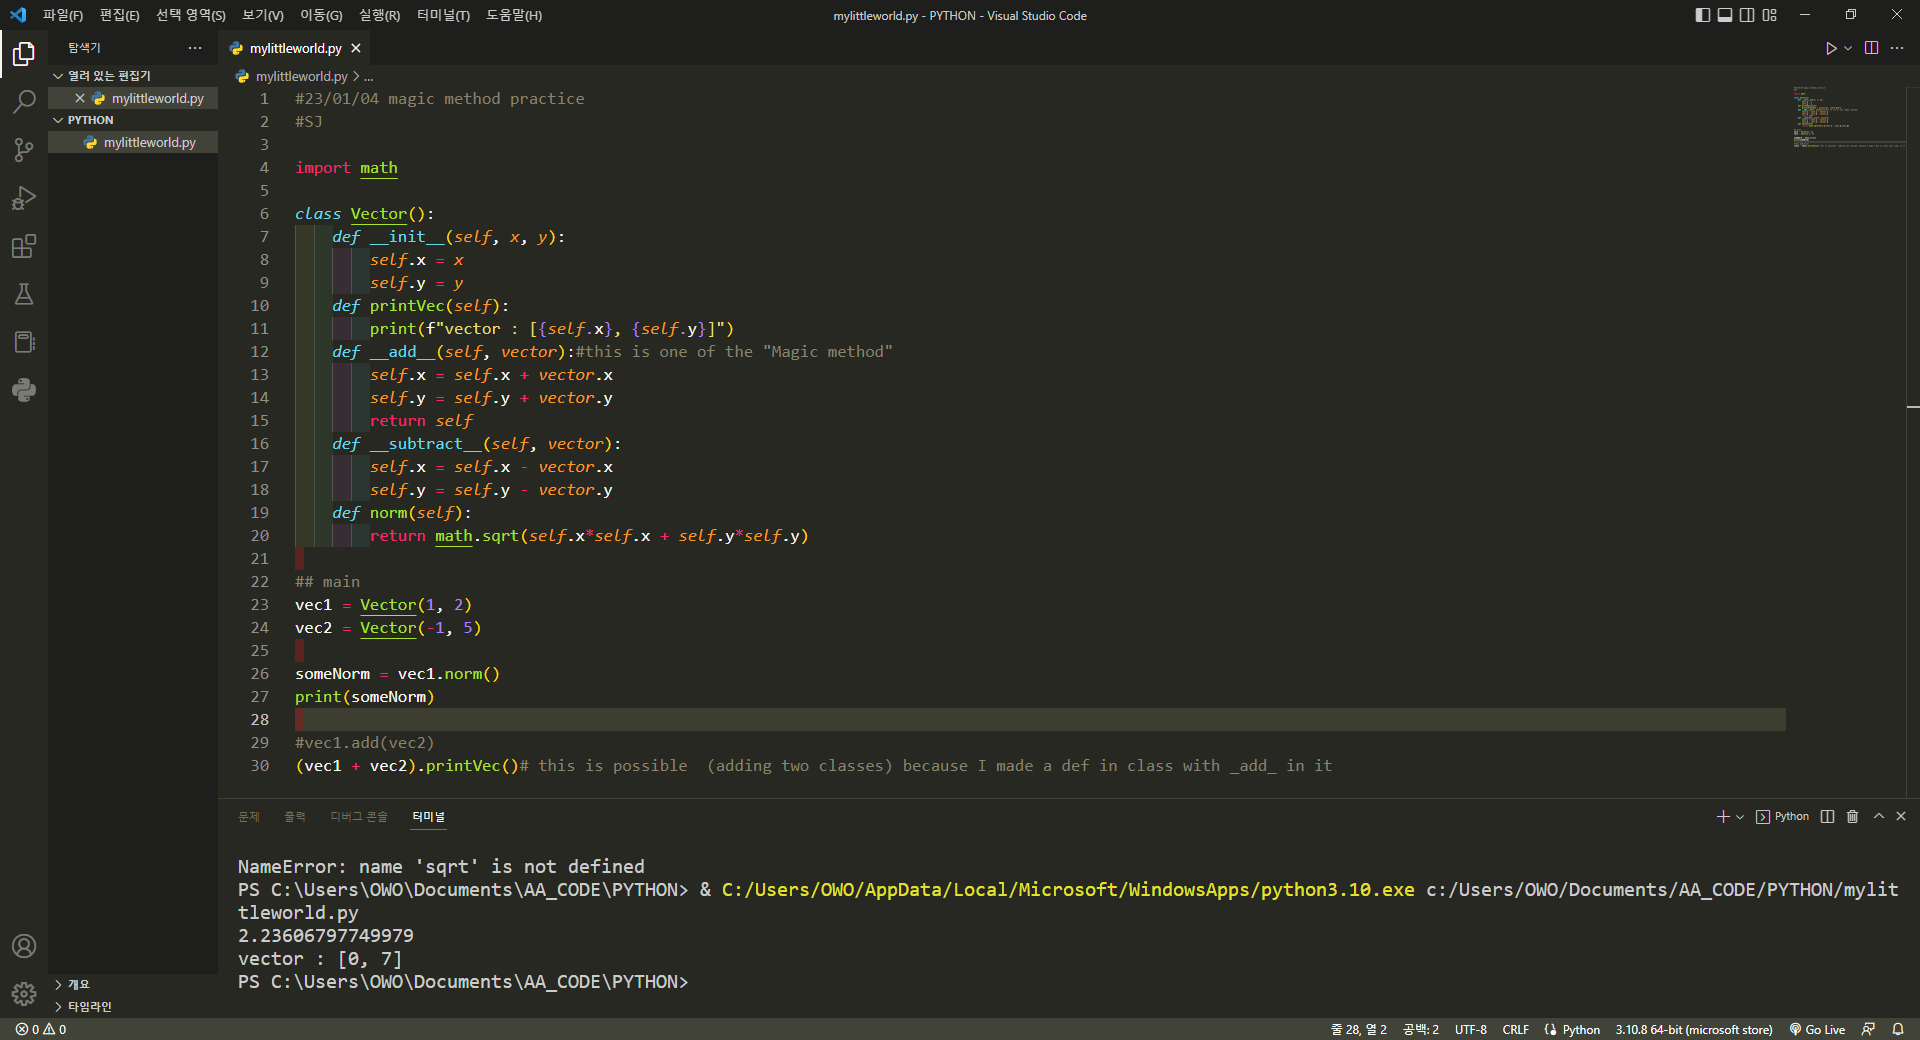 파일(F) 편집(E) 선택 영역(S) 보기(V) 이동(G) 실행(R) 터미널(T) 도움말(H)
mylittleworld.py - PYTHON - Visual Studio Code
탐색기
열려 있는 편집기
mylittleworld.py
PYTHON
mylittleworld.py
mylittleworld.py
mylittleworld.py > ...
1 #23/01/04 magic method practice
2 #SJ
3
4 import math
5
6 class Vector():
7 def __init__(self, x, y):
8 self.x = x
9 self.y = y
10 def printVec(self):
11 print(f"vector : [{self.x}, {self.y}]")
12 def __add__(self, vector):#this is one of the "Magic method"
13 self.x = self.x + vector.x
14 self.y = self.y + vector.y
15 return self
16 def __subtract__(self, vector):
17 self.x = self.x - vector.x
18 self.y = self.y - vector.y
19 def norm(self):
20 return math.sqrt(self.x*self.x + self.y*self.y)
21
22 ## main
23 vec1 = Vector(1, 2)
24 vec2 = Vector(-1, 5)
25
26 someNorm = vec1.norm()
27 print(someNorm)
28
29 #vec1.add(vec2)
30 (vec1 + vec2).printVec()# this is possible  (adding two classes) because I made a def in class with _add_ in it
문제 출력 디버그 콘솔 터미널
Python
NameError: name 'sqrt' is not defined
PS C:\Users\OWO\Documents\AA_CODE\PYTHON> & C:/Users/OWO/AppData/Local/Microsoft/WindowsApps/python3.10.exe c:/Users/OWO/Documents/AA_CODE/PYTHON/mylit
tleworld.py
2.23606797749979
vector : [0, 7]
PS C:\Users\OWO\Documents\AA_CODE\PYTHON>
개요
타임라인
0 0
줄 28, 열 2 공백: 2 UTF-8 CRLF Python 3.10.8 64-bit (microsoft store) Go Live